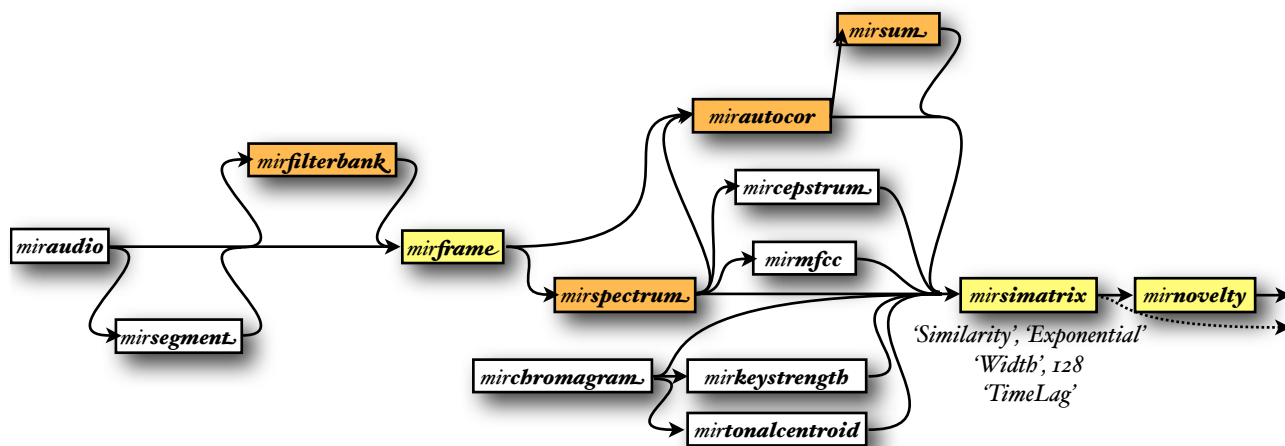 mirsum
mirautocor
mirfilterbank
mircepstrum
miraudio
mirframe
mirmfcc
mirspectrum
mirsimatrix
mirnovelty
mirsegment
‘Similarity’, ‘Exponential’
‘Width’, 128
‘TimeLag’
mirchromagram
mirkeystrength
mirtonalcentroid